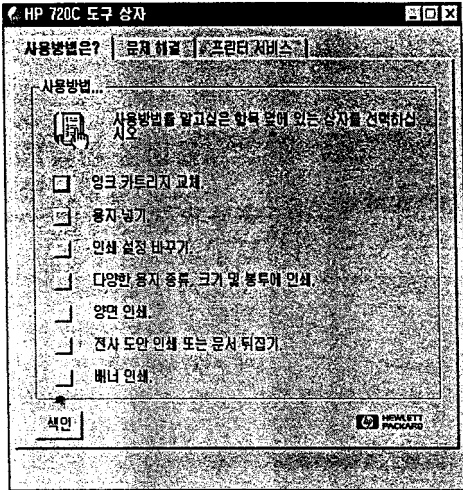 HP 720C 도구 상자
사용방법은? 문제 해결 프린터 서비스
사용방법...
사용방법를 알고싶은 항목 옆에 있는 상자를 선택하십
시오.
잉크 카트리지 교체.
용지 넣기.
인쇄 설정 바꾸기.
다양한 용지 종류, 크기 및 봉투에 인쇄.
양면 인쇄.
전사 도안 인쇄 또는 문서 뒤집기.
배너 인쇄.
색인
hp HEWLETT
PACKARD